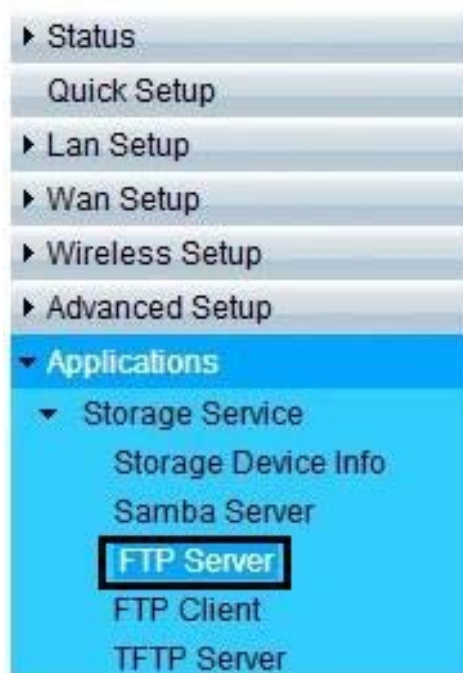 Status
Quick Setup
Lan Setup
Wan Setup
Wireless Setup
Advanced Setup
Applications
Storage Service
Storage Device Info
Samba Server
FTP Server
FTP Client
TFTP Server